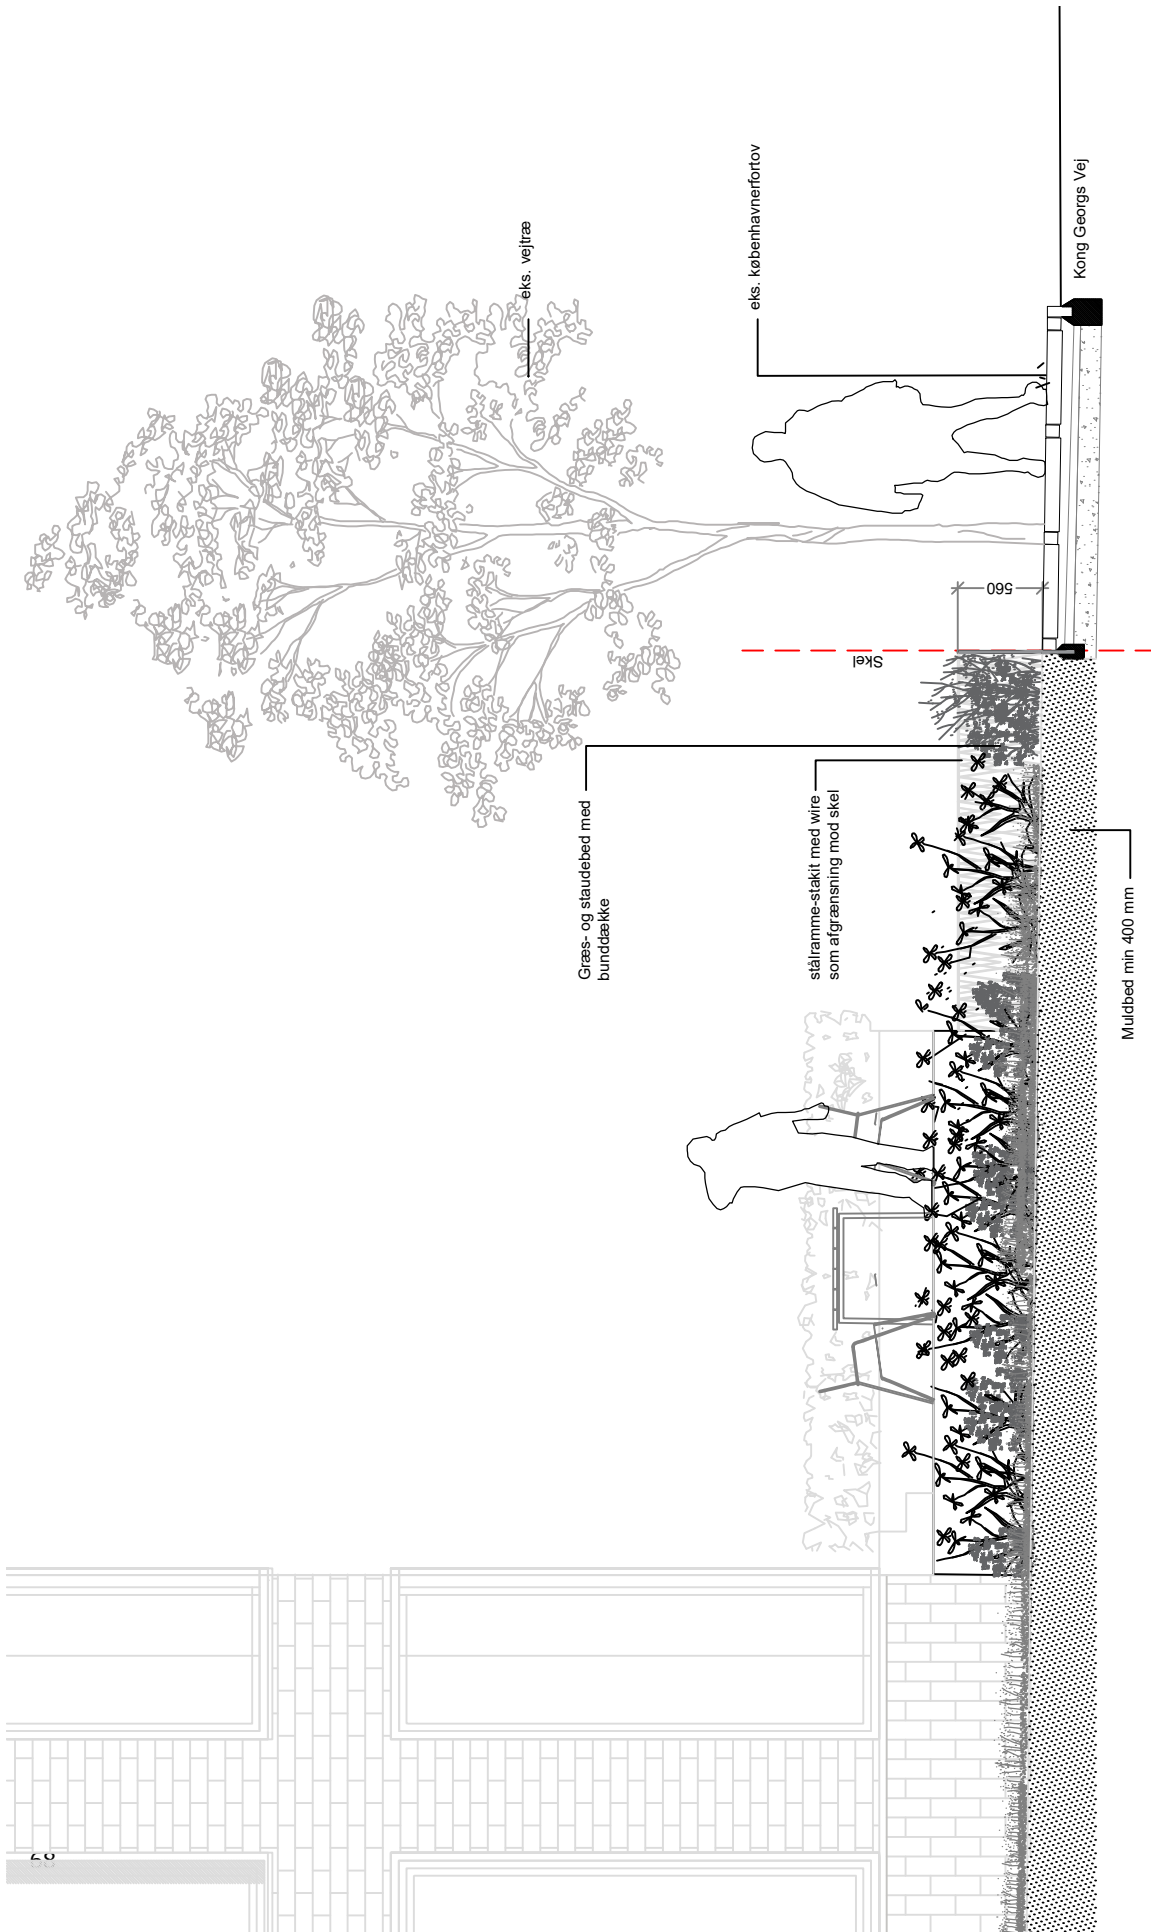 Græs- og staudebed med
bunddække
stålramme-stakit med wire
som afgrænsning mod skel
Muldbed min 400 mm
Skel
560
eks. vejtræ
eks. københavnerfortov
Kong Georgs Vej